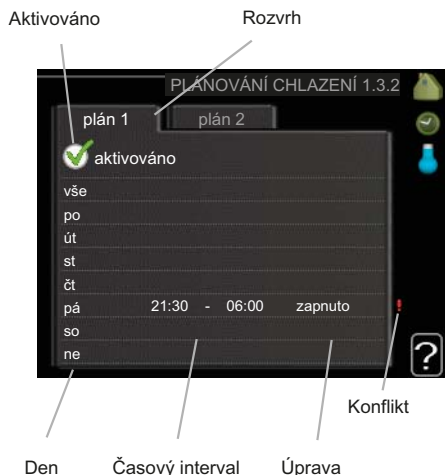 Aktivováno Rozvrh
PLÁNOVÁNÍ CHLAZENÍ 1.3.2
plán 1 plán 2
aktivováno
vše
po
út
st
čt
pá 21:30 - 06:00 zapnuto !
so
ne
?
Konflikt
Den Časový interval Úprava